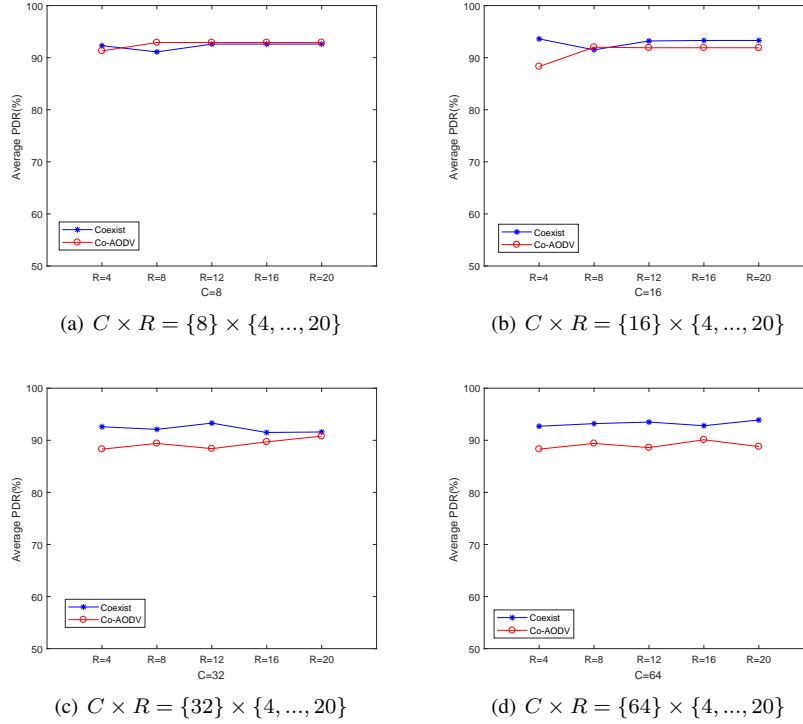 100
90
80
70
60
50
Average PDR(%)
Coexist
Co-AODV
R=4 R=8 R=12 R=16 R=20
C=8
(a) C × R = {8} × {4, ..., 20}
100
90
80
70
60
50
Average PDR(%)
Coexist
Co-AODV
R=4 R=8 R=12 R=16 R=20
C=16
(b) C × R = {16} × {4, ..., 20}
100
90
80
70
60
50
Average PDR(%)
Coexist
Co-AODV
R=4 R=8 R=12 R=16 R=20
C=32
(c) C × R = {32} × {4, ..., 20}
100
90
80
70
60
50
Average PDR(%)
Coexist
Co-AODV
R=4 R=8 R=12 R=16 R=20
C=64
(d) C × R = {64} × {4, ..., 20}